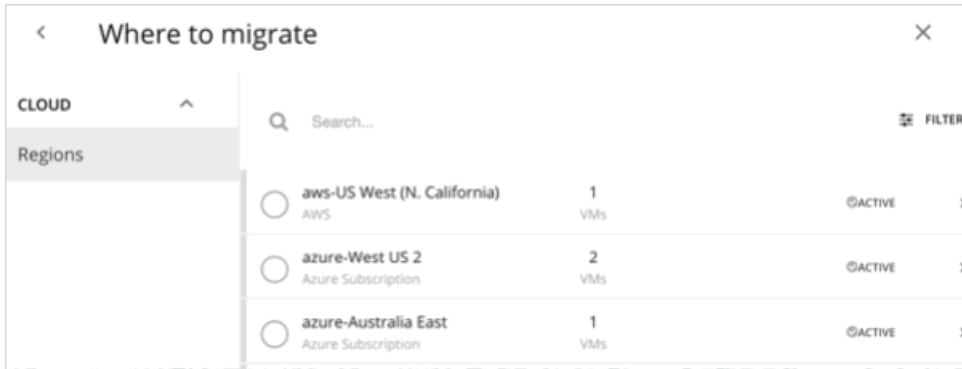 Where to migrate
CLOUD
Regions
Search...
FILTER
aws-US West (N. California)
AWS
1
VMs
ACTIVE
azure-West US 2
Azure Subscription
2
VMs
ACTIVE
azure-Australia East
Azure Subscription
1
VMs
ACTIVE